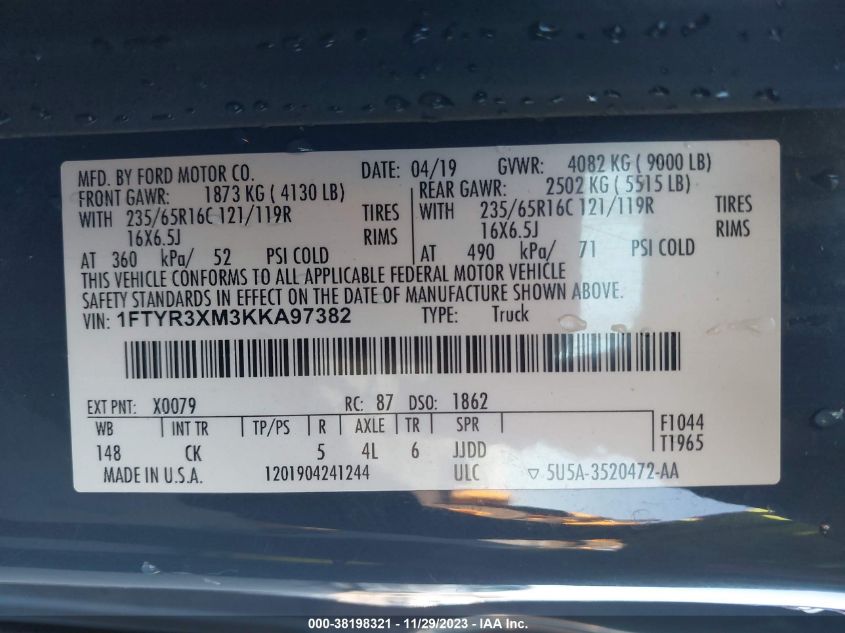 MFD. BY FORD MOTOR CO. DATE: 04/19 GVWR: 4082 KG ( 9000 LB)
FRONT GAWR: 1873 KG ( 4130 LB) REAR GAWR: 2502 KG ( 5515 LB)
WITH 235/65R16C 121/119R TIRES WITH 235/65R16C 121/119R TIRES
16X6.5J RIMS 16X6.5J RIMS
AT 360 kPa/ 52 PSI COLD AT 490 kPa/ 71 PSI COLD
THIS VEHICLE CONFORMS TO ALL APPLICABLE FEDERAL MOTOR VEHICLE
SAFETY STANDARDS IN EFFECT ON THE DATE OF MANUFACTURE SHOWN ABOVE.
VIN: 1FTYR3XM3KKA97382 TYPE: Truck
EXT PNT: X0079 RC: 87 DSO: 1862
WB INT TR TP/PS R AXLE TR SPR F1044
148 CK 5 4L 6 JJDD T1965
MADE IN U.S.A. 1201904241244 ULC ▽ 5U5A-3520472-AA
000-38198321 - 11/29/2023 - IAA Inc.